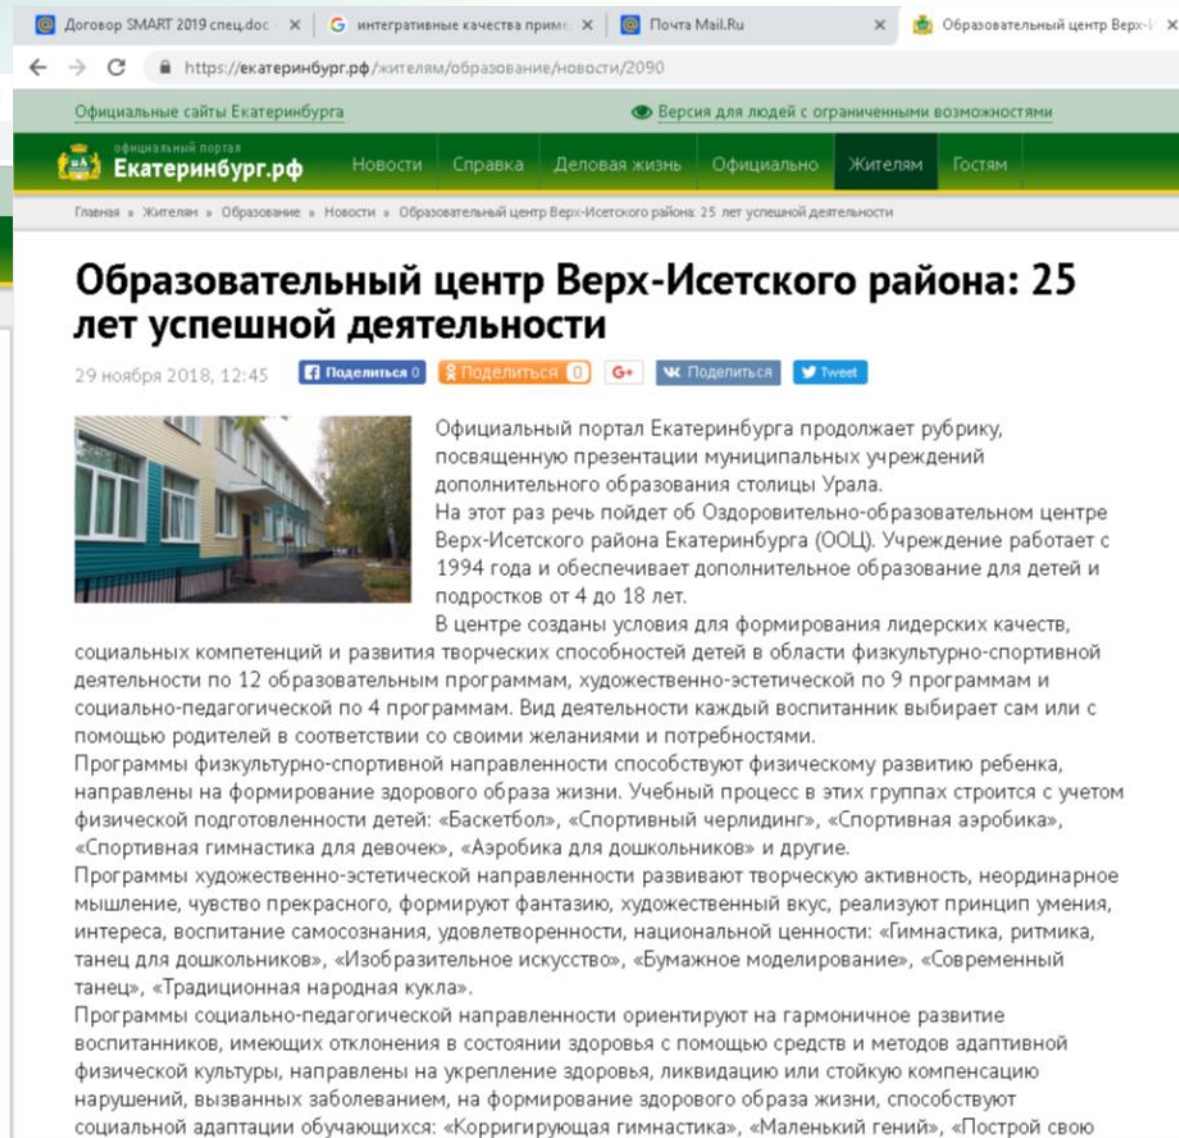 Договор SMART 2019 спец.doc -
интегративные качества приме
Почта Mail.Ru
Образовательный центр Верх-И
https://екатеринбург.рф/жителям/образование/новости/2090
Официальные сайты Екатеринбурга
Версия для людей с ограниченными возможностями
официальный портал
Екатеринбург.рф
Новости Справка Деловая жизнь Официально Жителям Гостям
Главная » Жителям » Образование » Новости » Образовательный центр Верх-Исетского района: 25 лет успешной деятельности
Образовательный центр Верх-Исетского района: 25
лет успешной деятельности
29 ноября 2018, 12:45 Поделиться 0 Поделиться 0 G+ Поделиться Tweet
Официальный портал Екатеринбурга продолжает рубрику,
посвященную презентации муниципальных учреждений
дополнительного образования столицы Урала.
На этот раз речь пойдет об Оздоровительно-образовательном центре
Верх-Исетского района Екатеринбурга (ООЦ). Учреждение работает с
1994 года и обеспечивает дополнительное образование для детей и
подростков от 4 до 18 лет.
В центре созданы условия для формирования лидерских качеств,
социальных компетенций и развития творческих способностей детей в области физкультурно-спортивной
деятельности по 12 образовательным программам, художественно-эстетической по 9 программам и
социально-педагогической по 4 программам. Вид деятельности каждый воспитанник выбирает сам или с
помощью родителей в соответствии со своими желаниями и потребностями.
Программы физкультурно-спортивной направленности способствуют физическому развитию ребенка,
направлены на формирование здорового образа жизни. Учебный процесс в этих группах строится с учетом
физической подготовленности детей: «Баскетбол», «Спортивный черлидинг», «Спортивная аэробика»,
«Спортивная гимнастика для девочек», «Аэробика для дошкольников» и другие.
Программы художественно-эстетической направленности развивают творческую активность, неординарное
мышление, чувство прекрасного, формируют фантазию, художественный вкус, реализуют принцип умения,
интереса, воспитание самосознания, удовлетворенности, национальной ценности: «Гимнастика, ритмика,
танец для дошкольников», «Изобразительное искусство», «Бумажное моделирование», «Современный
танец», «Традиционная народная кукла».
Программы социально-педагогической направленности ориентируют на гармоничное развитие
воспитанников, имеющих отклонения в состоянии здоровья с помощью средств и методов адаптивной
физической культуры, направлены на укрепление здоровья, ликвидацию или стойкую компенсацию
нарушений, вызванных заболеванием, на формирование здорового образа жизни, способствуют
социальной адаптации обучающихся: «Корригирующая гимнастика», «Маленький гений», «Построй свою